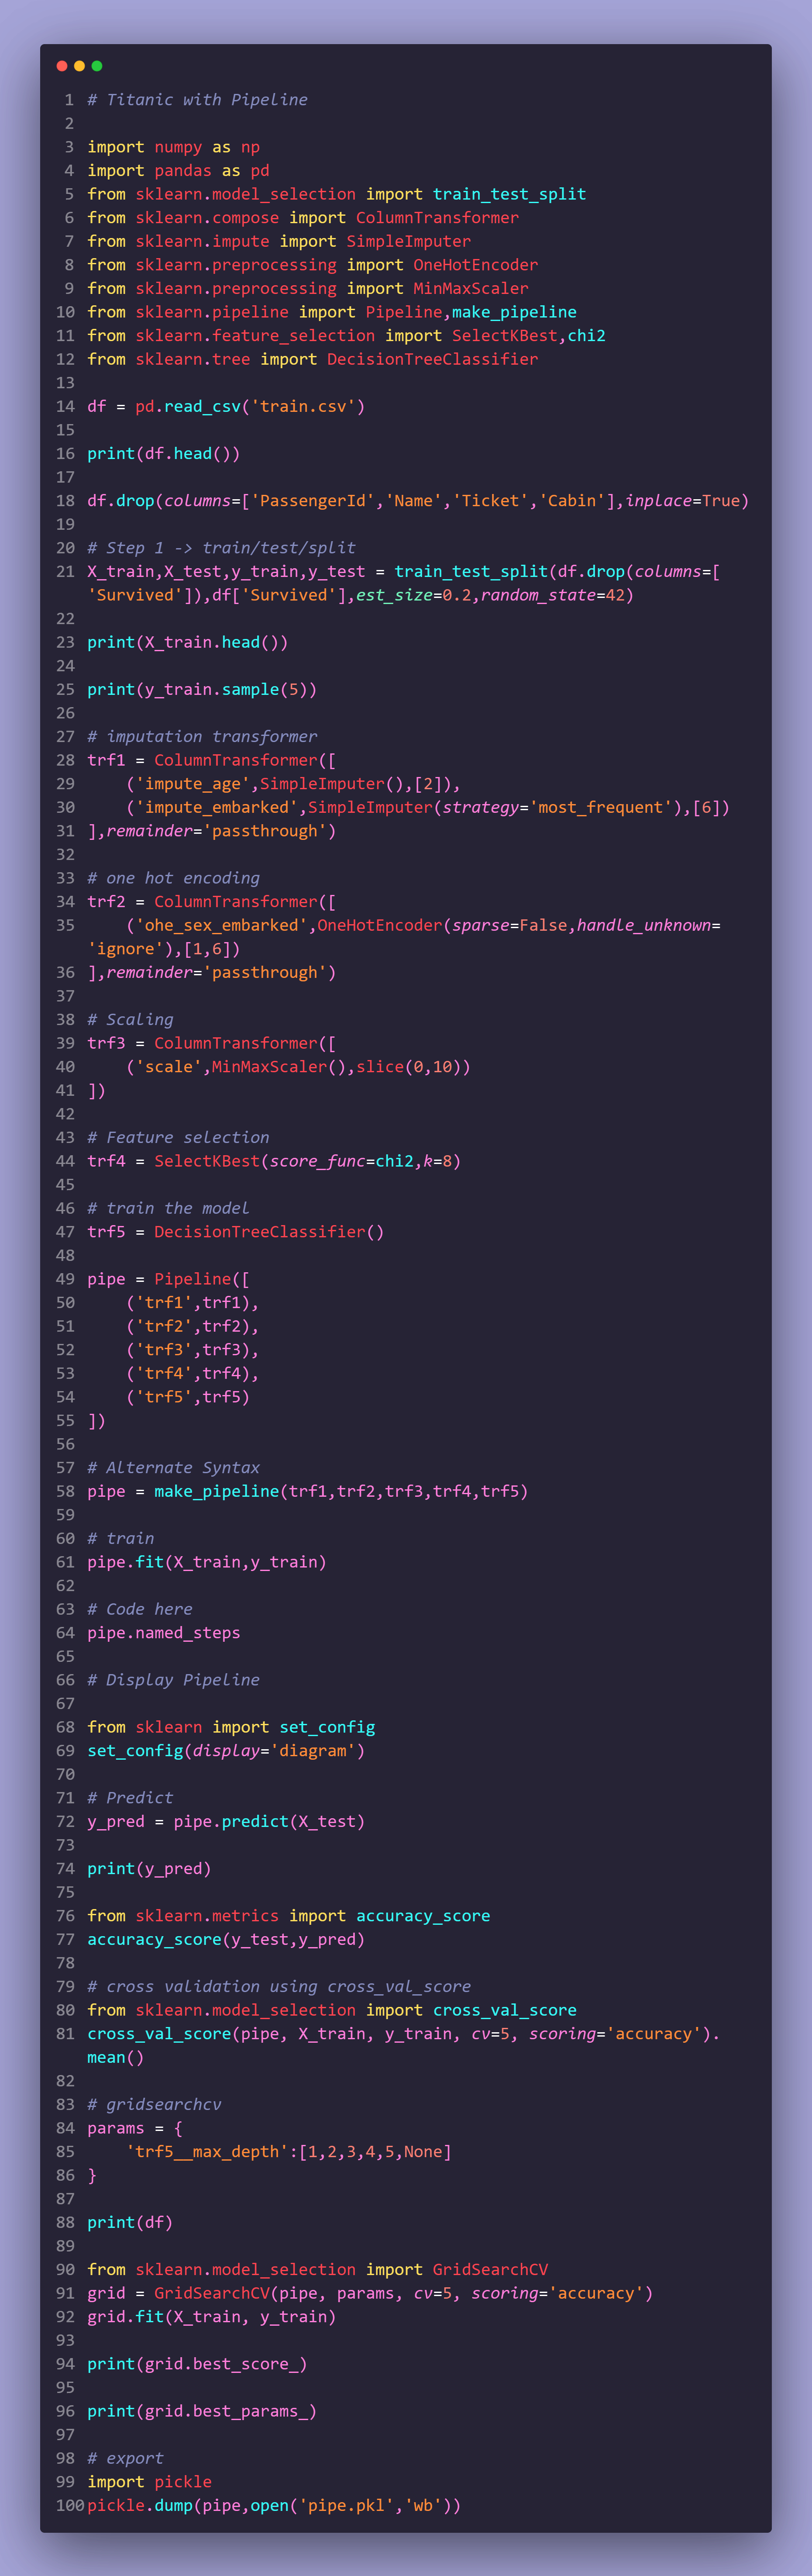 1 # Titanic with Pipeline
2
3 import numpy as np
4 import pandas as pd
5 from sklearn.model_selection import train_test_split
6 from sklearn.compose import ColumnTransformer
7 from sklearn.impute import SimpleImputer
8 from sklearn.preprocessing import OneHotEncoder
9 from sklearn.preprocessing import MinMaxScaler
10 from sklearn.pipeline import Pipeline,make_pipeline
11 from sklearn.feature_selection import SelectKBest,chi2
12 from sklearn.tree import DecisionTreeClassifier
13
14 df = pd.read_csv('train.csv')
15
16 print(df.head())
17
18 df.drop(columns=['PassengerId','Name','Ticket','Cabin'],inplace=True)
19
20 # Step 1 -> train/test/split
21 X_train,X_test,y_train,y_test = train_test_split(df.drop(columns=[
'Survived']),df['Survived'],est_size=0.2,random_state=42)
22
23 print(X_train.head())
24
25 print(y_train.sample(5))
26
27 # imputation transformer
28 trf1 = ColumnTransformer([
29     ('impute_age',SimpleImputer(),[2]),
30     ('impute_embarked',SimpleImputer(strategy='most_frequent'),[6])
31 ],remainder='passthrough')
32
33 # one hot encoding
34 trf2 = ColumnTransformer([
35     ('ohe_sex_embarked',OneHotEncoder(sparse=False,handle_unknown=
'ignore'),[1,6])
36 ],remainder='passthrough')
37
38 # Scaling
39 trf3 = ColumnTransformer([
40     ('scale',MinMaxScaler(),slice(0,10))
41 ])
42
43 # Feature selection
44 trf4 = SelectKBest(score_func=chi2,k=8)
45
46 # train the model
47 trf5 = DecisionTreeClassifier()
48
49 pipe = Pipeline([
50     ('trf1',trf1),
51     ('trf2',trf2),
52     ('trf3',trf3),
53     ('trf4',trf4),
54     ('trf5',trf5)
55 ])
56
57 # Alternate Syntax
58 pipe = make_pipeline(trf1,trf2,trf3,trf4,trf5)
59
60 # train
61 pipe.fit(X_train,y_train)
62
63 # Code here
64 pipe.named_steps
65
66 # Display Pipeline
67
68 from sklearn import set_config
69 set_config(display='diagram')
70
71 # Predict
72 y_pred = pipe.predict(X_test)
73
74 print(y_pred)
75
76 from sklearn.metrics import accuracy_score
77 accuracy_score(y_test,y_pred)
78
79 # cross validation using cross_val_score
80 from sklearn.model_selection import cross_val_score
81 cross_val_score(pipe, X_train, y_train, cv=5, scoring='accuracy').
mean()
82
83 # gridsearchcv
84 params = {
85     'trf5__max_depth':[1,2,3,4,5,None]
86 }
87
88 print(df)
89
90 from sklearn.model_selection import GridSearchCV
91 grid = GridSearchCV(pipe, params, cv=5, scoring='accuracy')
92 grid.fit(X_train, y_train)
93
94 print(grid.best_score_)
95
96 print(grid.best_params_)
97
98 # export
99 import pickle
100 pickle.dump(pipe,open('pipe.pkl','wb'))